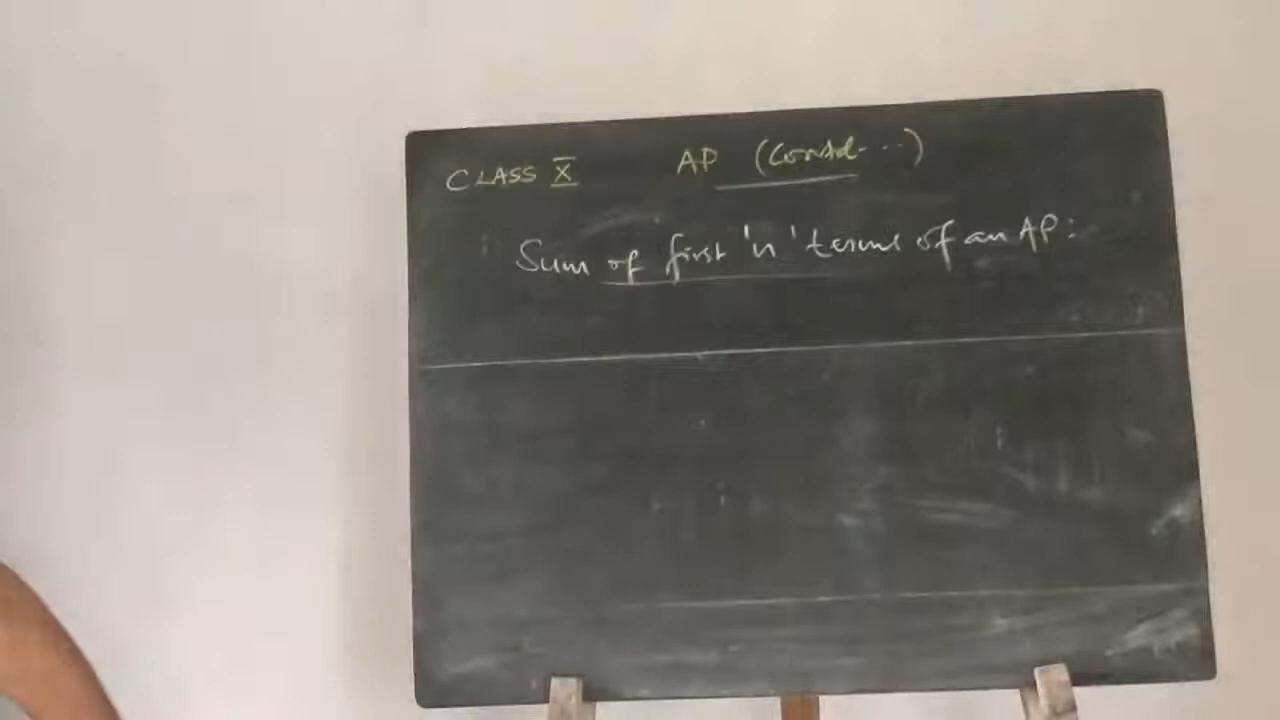 CLASS X AP (Contd...)
Sum of first 'n' terms of an AP: